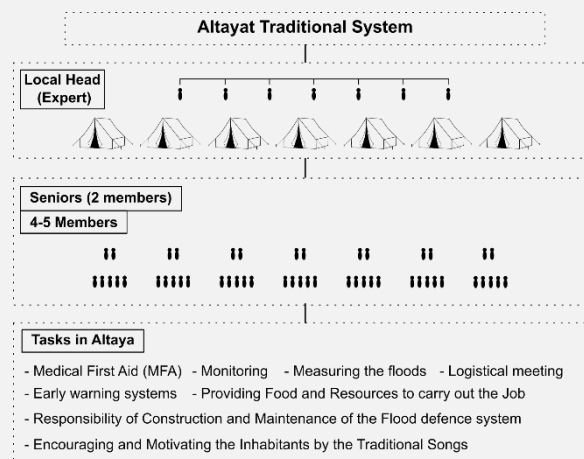 Altayat Traditional System
Local Head
(Expert)
Seniors (2 members)
4-5 Members
Tasks in Altaya
- Medical First Aid (MFA) - Monitoring - Measuring the floods - Logistical meeting
- Early warning systems - Providing Food and Resources to carry out the Job
- Responsibility of Construction and Maintenance of the Flood defence system
- Encouraging and Motivating the Inhabitants by the Traditional Songs